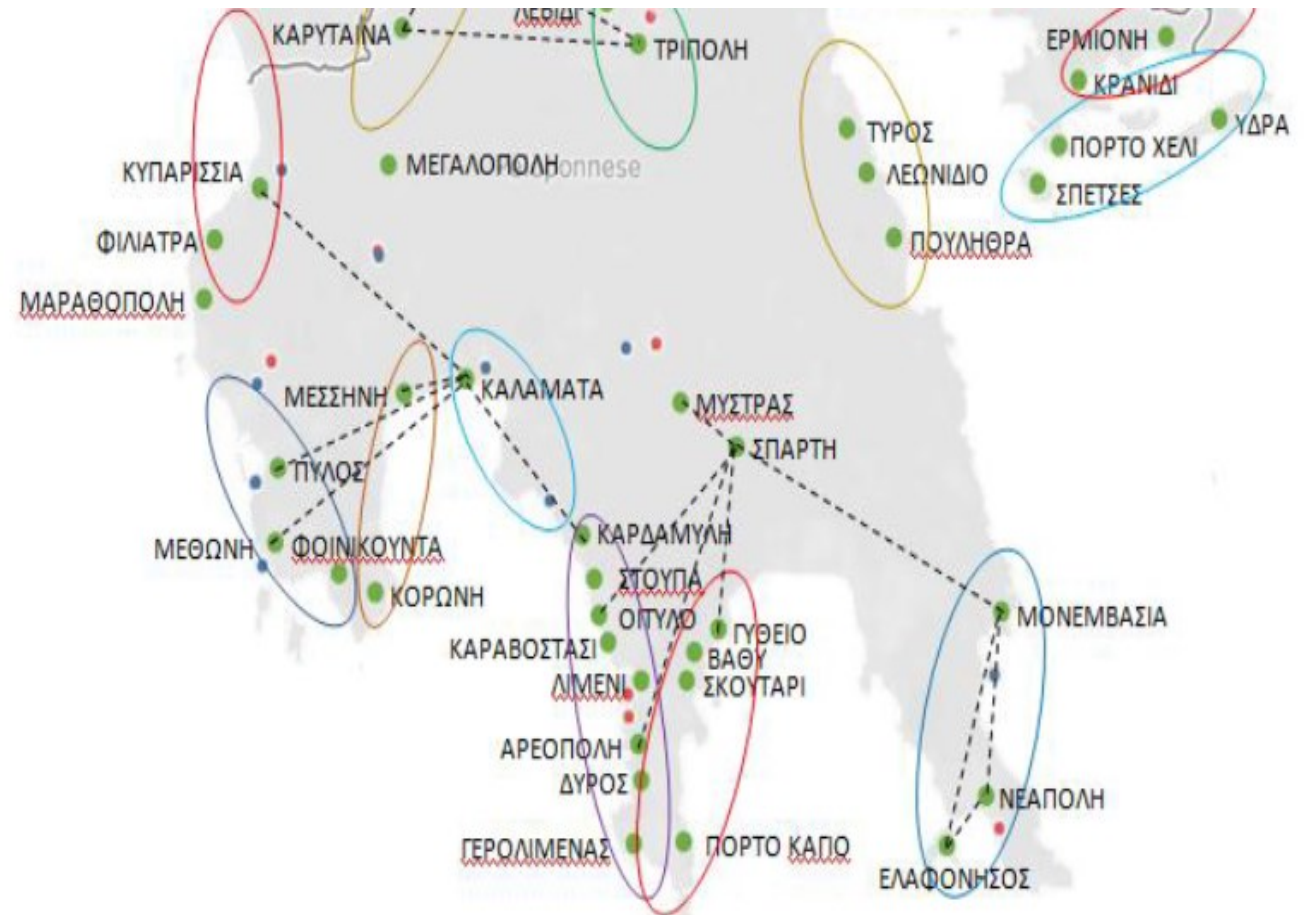 ΛΕΒΙΔΙ
ΚΑΡΥΤΑΙΝΑ
ΤΡΙΠΟΛΗ
ΕΡΜΙΟΝΗ
ΚΡΑΝΙΔΙ
ΥΔΡΑ
ΤΥΡΟΣ
ΠΟΡΤΟ ΧΕΛΙ
ΚΥΠΑΡΙΣΣΙΑ
ΜΕΓΑΛΟΠΟΛΗ
ΛΕΩΝΙΔΙΟ
ΣΠΕΤΣΕΣ
ΦΙΛΙΑΤΡΑ
ΠΟΥΛΗΘΡΑ
ΜΑΡΑΘΟΠΟΛΗ
ΜΕΣΣΗΝΗ
ΚΑΛΑΜΑΤΑ
ΜΥΣΤΡΑΣ
ΣΠΑΡΤΗ
ΠΥΛΟΣ
ΚΑΡΔΑΜΥΛΗ
ΜΕΘΩΝΗ
ΦΟΙΝΙΚΟΥΝΤΑ
ΣΤΟΥΠΑ
ΚΟΡΩΝΗ
ΟΙΤΥΛΟ
ΜΟΝΕΜΒΑΣΙΑ
ΓΥΘΕΙΟ
ΚΑΡΑΒΟΣΤΑΣΙ
ΒΑΘΥ
ΛΙΜΕΝΙ
ΣΚΟΥΤΑΡΙ
ΑΡΕΟΠΟΛΗ
ΔΥΡΟΣ
ΝΕΑΠΟΛΗ
ΓΕΡΟΛΙΜΕΝΑΣ
ΠΟΡΤΟ ΚΑΓΙΟ
ΕΛΑΦΟΝΗΣΟΣ